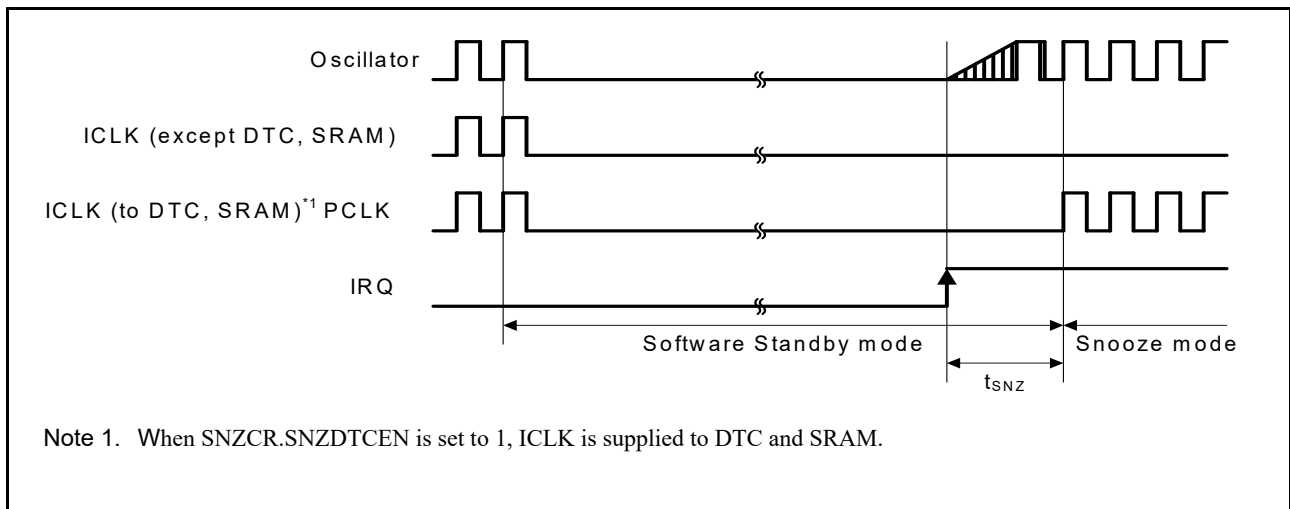 Oscillator
ICLK (except DTC, SRAM)
ICLK (to DTC, SRAM)*1 PCLK
IRQ
Software Standby mode
Snooze mode
tSNZ
Note 1. When SNZCR.SNZDTCEN is set to 1, ICLK is supplied to DTC and SRAM.